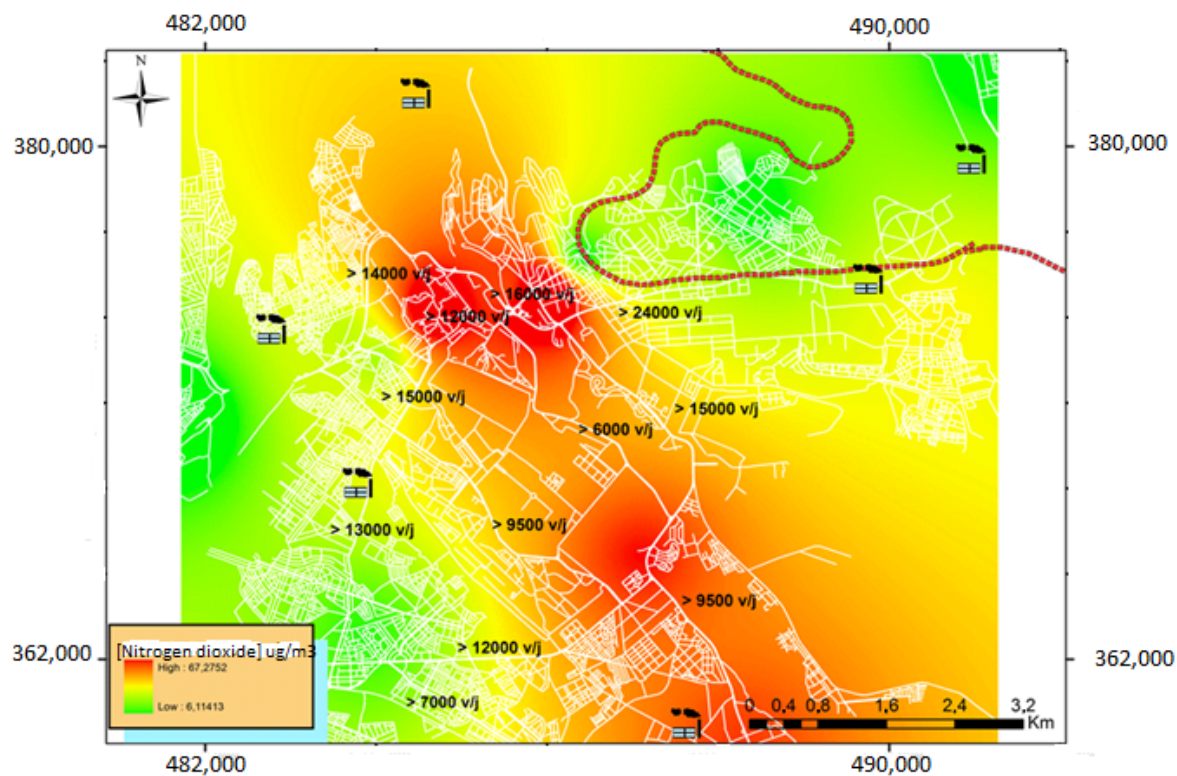 482,000
490,000
N
380,000
380,000
> 14000 v/j
> 16000 v/j
> 12000 v/j
> 24000 v/j
> 15000 v/j
> 15000 v/j
> 6000 v/j
> 9500 v/j
> 13000 v/j
> 9500 v/j
> 12000 v/j
> 7000 v/j
[Nitrogen dioxide] ug/m3
High : 67,2752
Low : 6,11413
362,000
362,000
0 0,4 0,8 1,6 2,4 3,2
Km
482,000
490,000